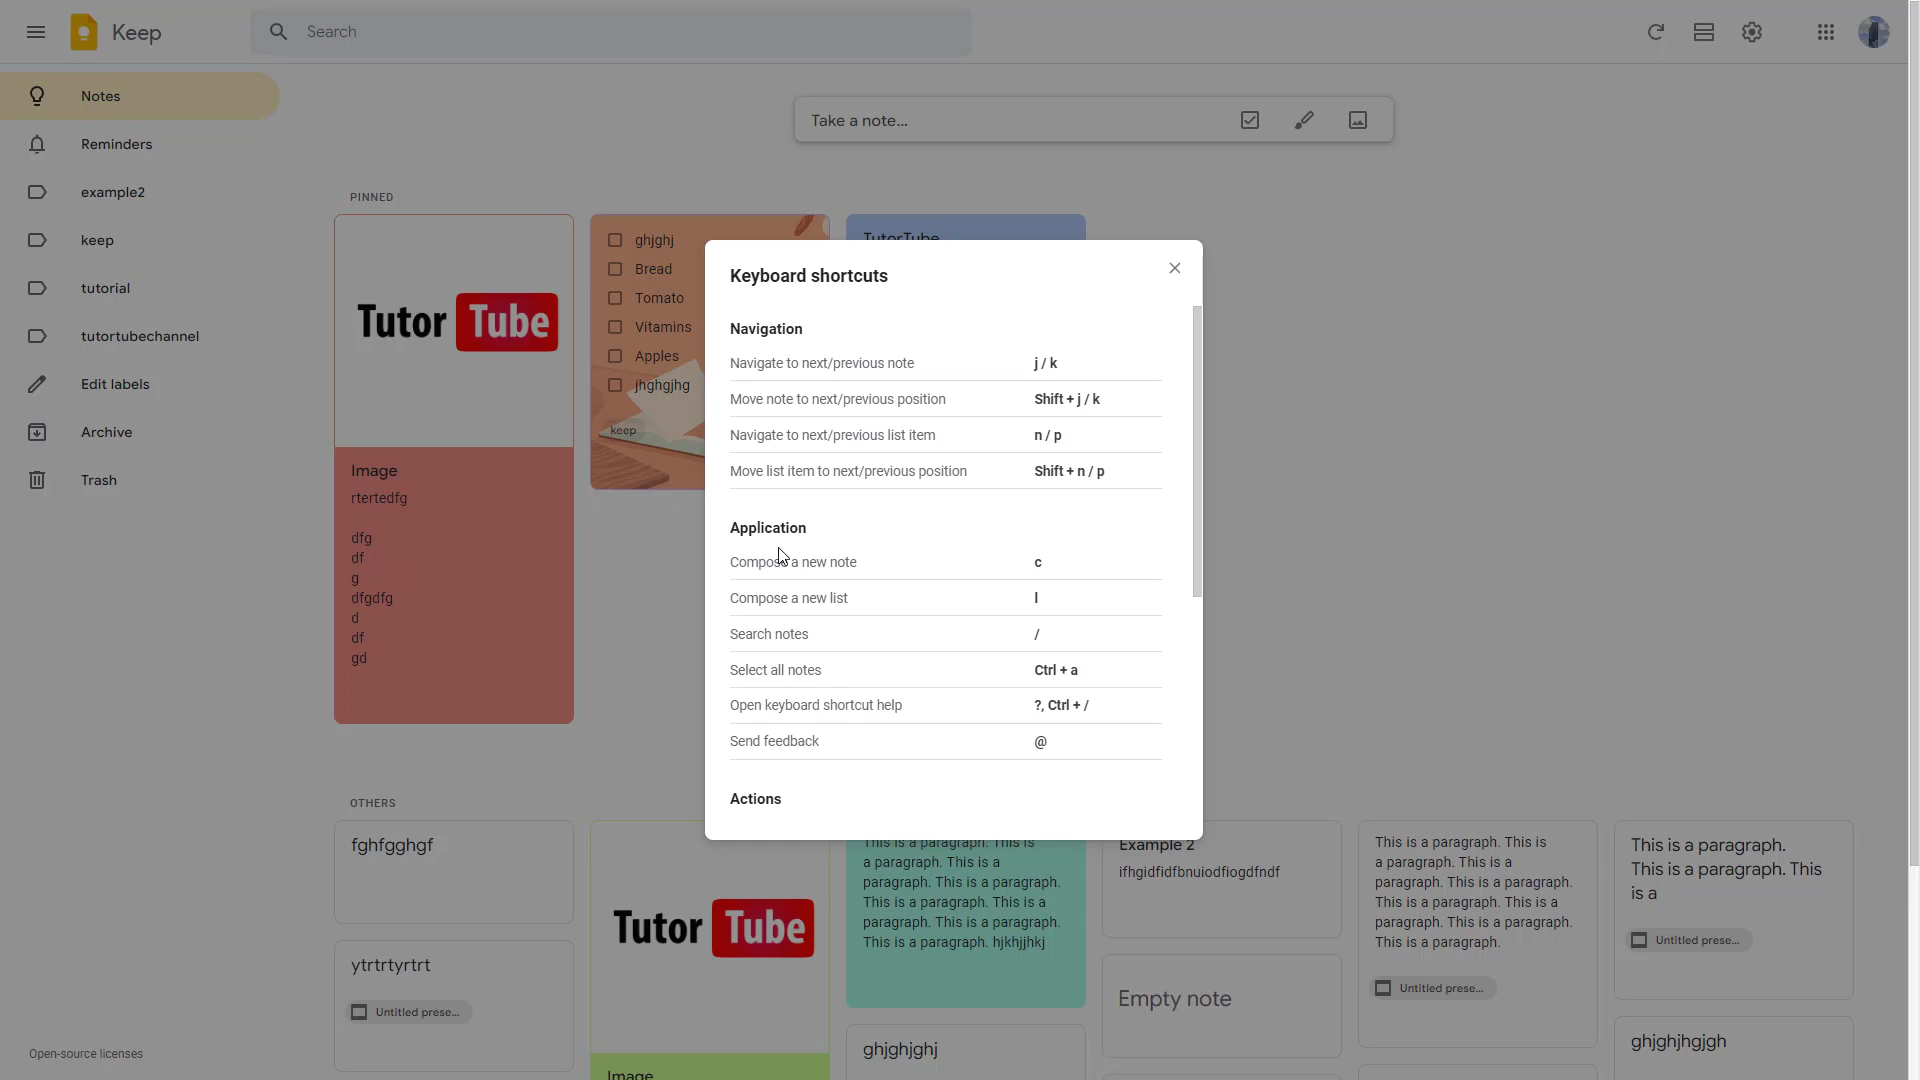 Keep
Search
Notes
Reminders
example2
keep
tutorial
tutortubechannel
Edit labels
Archive
Trash
Open-source licenses
Take a note...
PINNED
Tutor Tube
Image
rtertedfg
dfg
df
g
dfgdfg
d
df
gd
ghjghj
Bread
Tomato
Vitamins
Apples
jhghgjhg
keep
TutorTube
Keyboard shortcuts
Navigation
Navigate to next/previous note j / k
Move note to next/previous position Shift + j / k
Navigate to next/previous list item n / p
Move list item to next/previous position Shift + n / p
Application
Compose a new note c
Compose a new list l
Search notes /
Select all notes Ctrl + a
Open keyboard shortcut help ?, Ctrl + /
Send feedback @
Actions
OTHERS
fghfgghgf
ytrtrtyrtrt
Untitled prese...
Tutor Tube
Image
This is a paragraph. This is
a paragraph. This is a
paragraph. This is a paragraph.
This is a paragraph. This is a
paragraph. This is a paragraph.
This is a paragraph. hjkhjjhkj
ghjghjghj
Example 2
ifhgidfidfbnuiodfiogdfndf
Empty note
This is a paragraph. This is
a paragraph. This is a
paragraph. This is a paragraph.
This is a paragraph. This is a
paragraph. This is a paragraph.
This is a paragraph.
Untitled prese...
This is a paragraph.
This is a paragraph. This
is a
Untitled prese...
ghjghjhgjgh